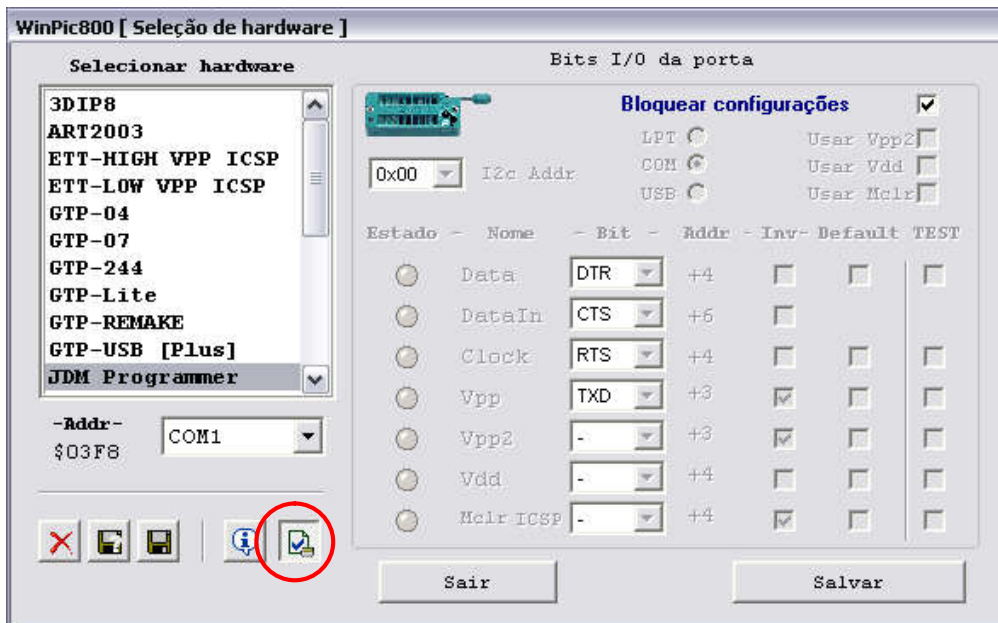 WinPic800 [ Seleção de hardware ]
Selecionar hardware
3DIP8
ART2003
ETT-HIGH VPP ICSP
ETT-LOW VPP ICSP
GTP-04
GTP-07
GTP-244
GTP-Lite
GTP-REMAKE
GTP-USB [Plus]
JDM Programmer
-Addr-
$03F8
COM1
Bits I/O da porta
Bloquear configurações
0x00 I2c Addr
LPT
COM
USB
Usar Vpp2
Usar Vdd
Usar Mclr
Estado - Nome - Bit - Addr - Inv- Default TEST
Data DTR +4
DataIn CTS +6
Clock RTS +4
Vpp TXD +3
Vpp2 - +3
Vdd - +4
Mclr ICSP - +4
Sair
Salvar